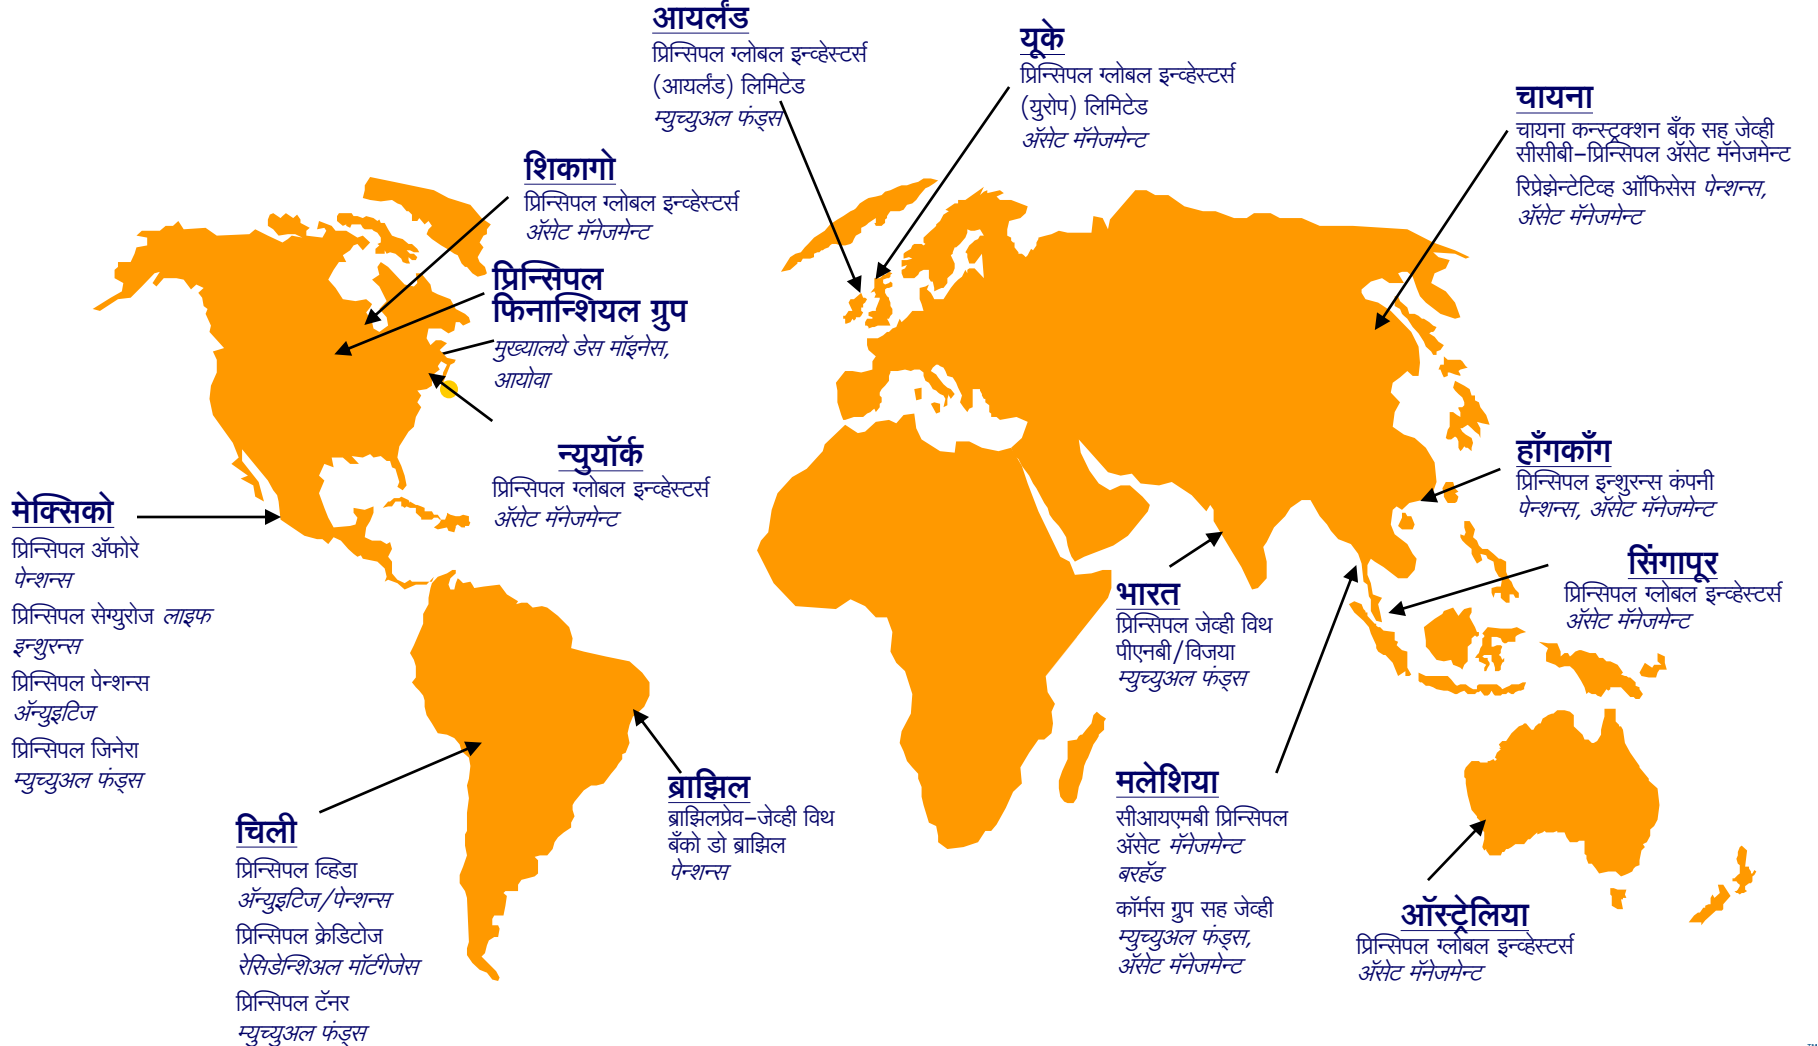 आयर्लंड
प्रिन्सिपल ग्लोबल इन्व्हेस्टर्स
(आयर्लंड) लिमिटेड
म्युच्युअल फंड्स
यूके
प्रिन्सिपल ग्लोबल इन्व्हेस्टर्स
(युरोप) लिमिटेड
ॲसेट मॅनेजमेन्ट
चायना
चायना कन्स्ट्रक्शन बँक सह जेव्ही
सीसीबी–प्रिन्सिपल ॲसेट मॅनेजमेंट
रिप्रेझेन्टेटिव्ह ऑफिसेस पेन्शन्स,
ॲसेट मॅनेजमेन्ट
शिकागो
प्रिन्सिपल ग्लोबल इन्व्हेस्टर्स
ॲसेट मॅनेजमेन्ट
प्रिन्सिपल
फिनान्शियल ग्रुप
मुख्यालये डेस मॉइनेस,
आयोवा
न्युयॉर्क
प्रिन्सिपल ग्लोबल इन्व्हेस्टर्स
ॲसेट मॅनेजमेन्ट
हाँगकाँग
प्रिन्सिपल इन्शुरन्स कंपनी
पेन्शन्स, ॲसेट मॅनेजमेन्ट
मेक्सिको
प्रिन्सिपल ॲफोरे
पेन्शन्स
प्रिन्सिपल सेग्युरोज लाइफ
इन्शुरन्स
प्रिन्सिपल पेन्शन्स
ॲन्युइटिज
प्रिन्सिपल जिनेरा
म्युच्युअल फंड्स
सिंगापूर
प्रिन्सिपल ग्लोबल इन्व्हेस्टर्स
ॲसेट मॅनेजमेन्ट
भारत
प्रिन्सिपल जेव्ही विथ
पीएनबी/विजया
म्युच्युअल फंड्स
चिली
प्रिन्सिपल व्हिडा
ॲन्युइटिज/पेन्शन्स
प्रिन्सिपल क्रेडिटोज
रेसिडेन्शिअल मॉर्टगेजेस
प्रिन्सिपल टॅनर
म्युच्युअल फंड्स
ब्राझिल
ब्राझिलप्रेव–जेव्ही विथ
बँको डो ब्राझिल
पेन्शन्स
मलेशिया
सीआयएमबी प्रिन्सिपल
ॲसेट मॅनेजमेन्ट
बरहॅड
कॉर्मस ग्रुप सह जेव्ही
म्युच्युअल फंड्स,
ॲसेट मॅनेजमेन्ट
ऑस्ट्रेलिया
प्रिन्सिपल ग्लोबल इन्व्हेस्टर्स
ॲसेट मॅनेजमेन्ट
TM